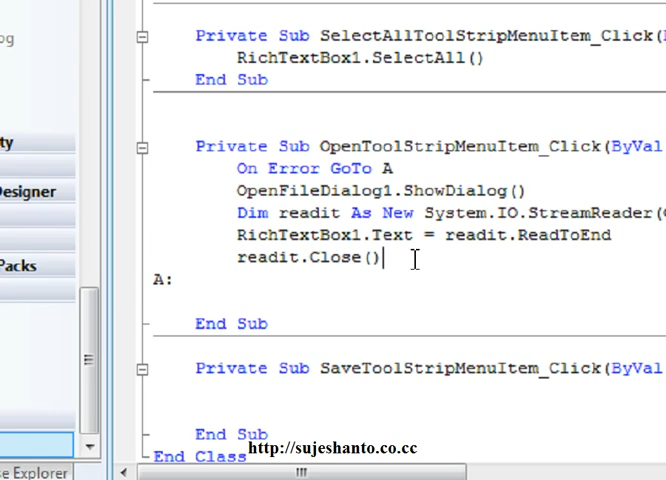 og
Private Sub SelectAllToolStripMenuItem_Click(
RichTextBox1.SelectAll()
End Sub
ty
Private Sub OpenToolStripMenuItem_Click(ByVal
On Error GoTo A
Designer
OpenFileDialog1.ShowDialog()
Dim readit As New System.IO.StreamReader(
RichTextBox1.Text = readit.ReadToEnd
Packs
readit.Close()
A:
End Sub
Private Sub SaveToolStripMenuItem_Click(ByVal
End Sub
http://sujeshanto.co.cc
End Class
se Explorer